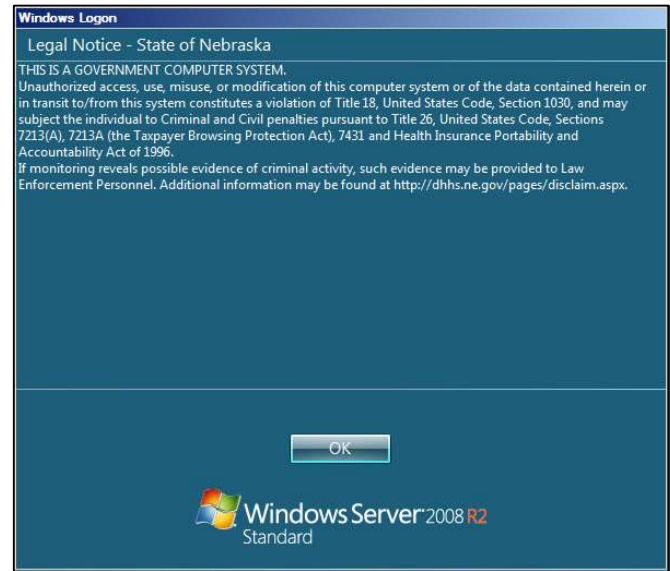 Windows Logon
Legal Notice - State of Nebraska
THIS IS A GOVERNMENT COMPUTER SYSTEM.
Unauthorized access, use, misuse, or modification of this computer system or of the data contained herein or
in transit to/from this system constitutes a violation of Title 18, United States Code, Section 1030, and may
subject the individual to Criminal and Civil penalties pursuant to Title 26, United States Code, Sections
7213(A), 7213A (the Taxpayer Browsing Protection Act), 7431 and Health Insurance Portability and
Accountability Act of 1996.
If monitoring reveals possible evidence of criminal activity, such evidence may be provided to Law
Enforcement Personnel. Additional information may be found at http://dhhs.ne.gov/pages/disclaim.aspx.
OK
Windows Server 2008 R2
Standard